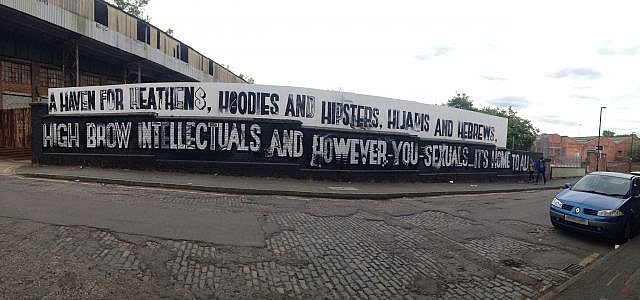 A HAVEN FOR HEATHENS, HOODIES AND HIPSTERS, HIJABIS AND HEBREWS,
HIGH BROW INTELLECTUALS AND HOWEVER-YOU-SEXUALS. IT'S HOME TO ALL